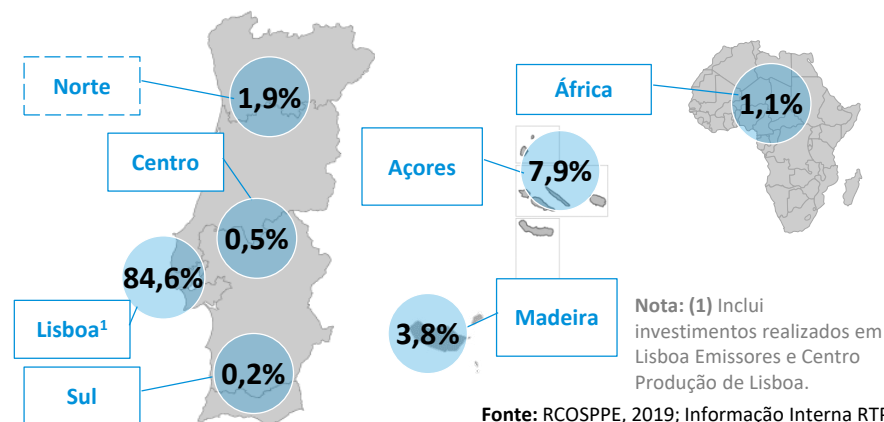 Norte
1,9%
Centro
0,5%
84,6%
Lisboa¹
0,2%
Sul
África
1,1%
Açores
7,9%
3,8%
Madeira
Nota: (1) Inclui
investimentos realizados em
Lisboa Emissores e Centro
Produção de Lisboa.
Fonte: RCOSPPE, 2019; Informação Interna RTP